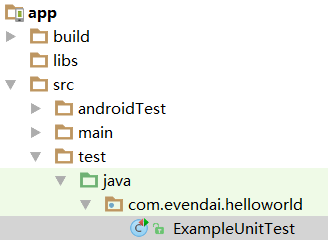 app
build
libs
src
androidTest
main
test
java
com.evendai.helloworld
ExampleUnitTest